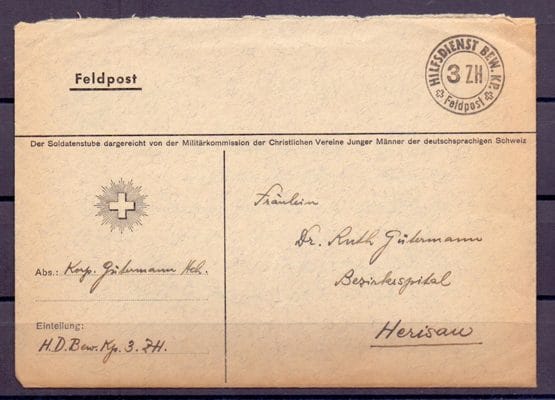 Feldpost
HILFSDIENST BEW. KP.
3 ZH
Feldpost
Der Soldatenstube dargereicht von der Militärkommission der Christlichen Vereine Junger Männer der deutschsprachigen Schweiz
Abs.: Korp. Gütermann Hch.
Einteilung:
H.D. Bew. Kp. 3. ZH.
Fräulein
Dr. Ruth Gütermann
Bezirksspital
Herisau